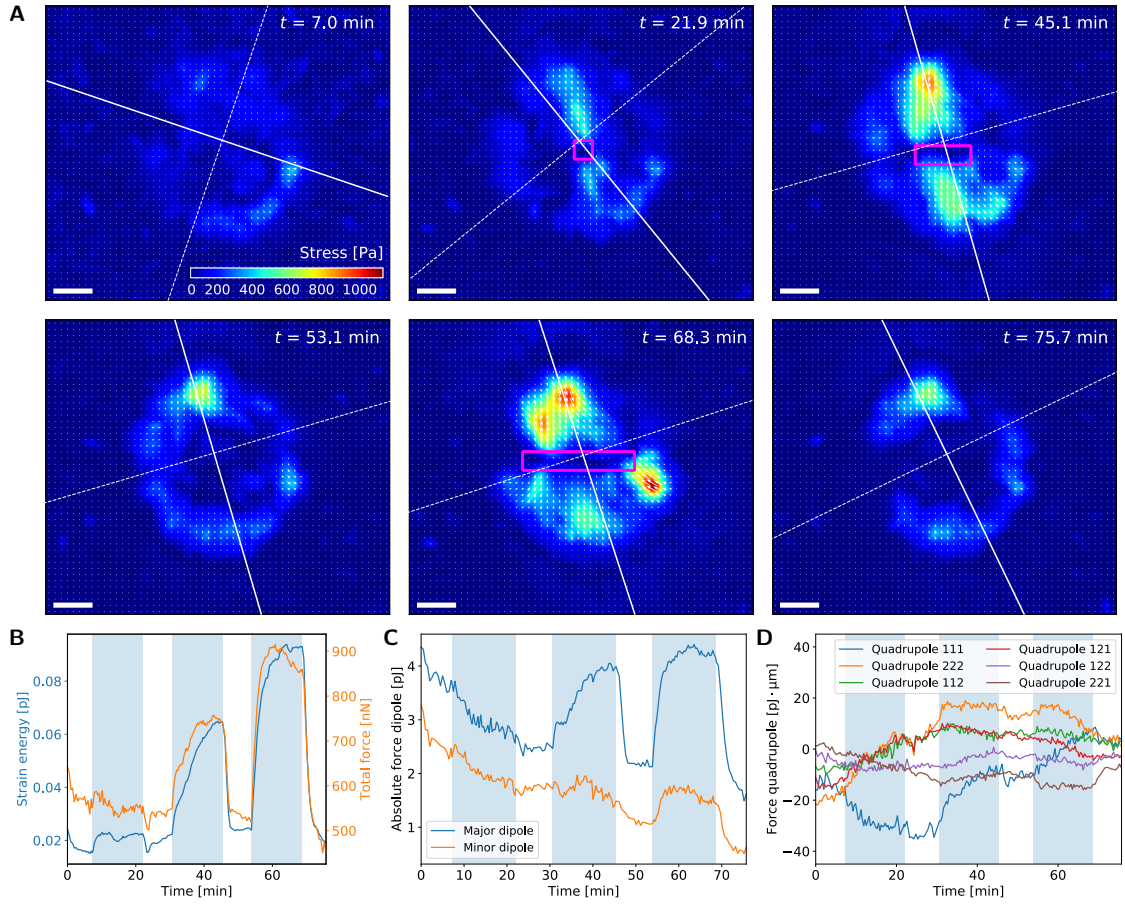 A
t = 7.0 min
t = 21.9 min
t = 45.1 min
Stress [Pa]
0 200 400 600 800 1000
t = 53.1 min
t = 68.3 min
t = 75.7 min
B
0.08
0.06
0.04
0.02
Strain energy [pJ]
900
800
700
600
500
Total force [nN]
0 20 40 60
Time [min]
C
4
3
2
1
Absolute force dipole [pJ]
Major dipole
Minor dipole
0 10 20 30 40 50 60 70
Time [min]
D
40
20
0
−20
−40
Force quadrupole [pJ · μm]
Quadrupole 111
Quadrupole 222
Quadrupole 112
Quadrupole 121
Quadrupole 122
Quadrupole 221
0 20 40 60
Time [min]